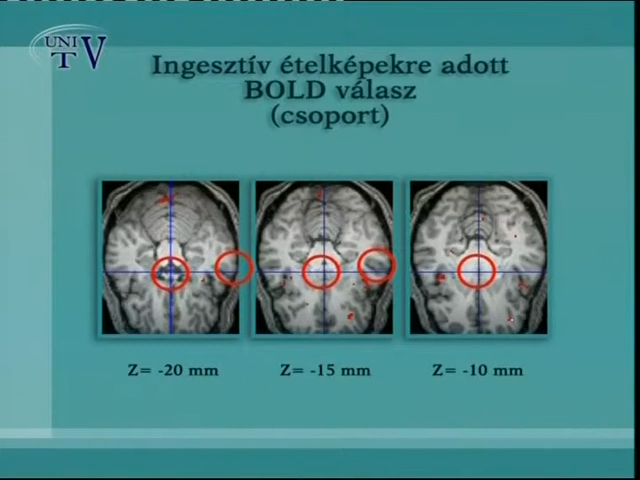 UNI
TV
Ingesztív ételképekre adott
BOLD válasz
(csoport)
Z= -20 mm
Z= -15 mm
Z= -10 mm